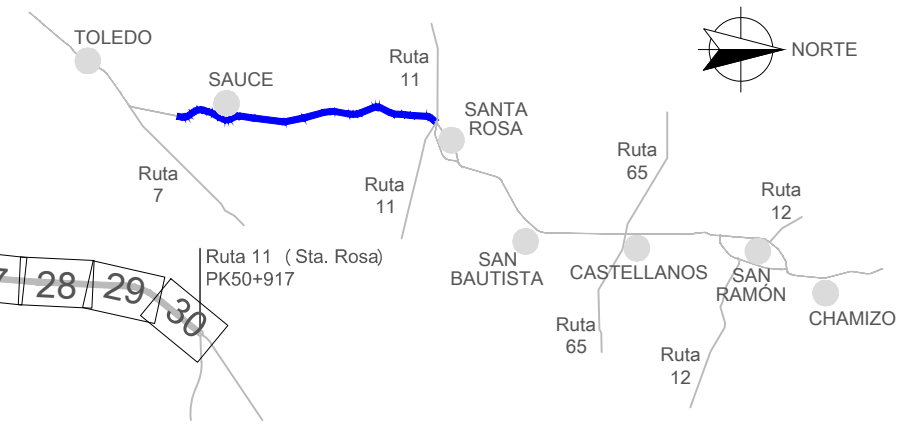 TOLEDO
SAUCE
Ruta
11
SANTA
ROSA
NORTE
Ruta
7
Ruta
11
Ruta
65
Ruta
12
SAN
BAUTISTA
CASTELLANOS
SAN
RAMÓN
CHAMIZO
Ruta
65
Ruta
12
Ruta 11 (Sta. Rosa)
PK50+917
7
28
29
30